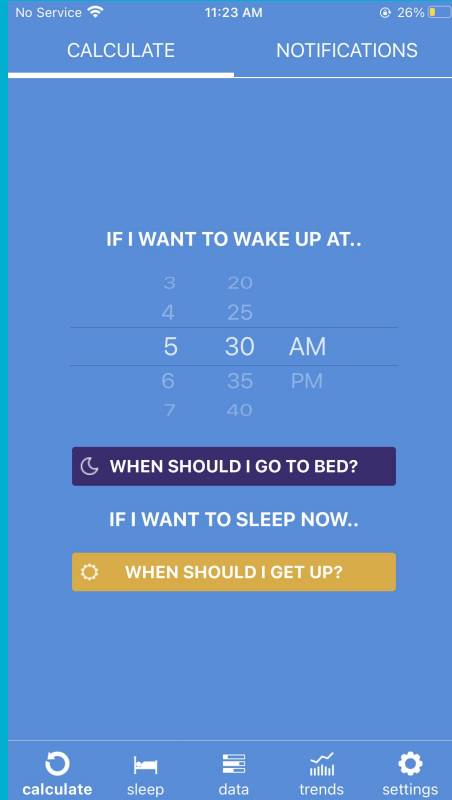 No Service 11:23 AM 26%
CALCULATE NOTIFICATIONS
IF I WANT TO WAKE UP AT..
3 20
4 25
5 30 AM
6 35 PM
7 40
WHEN SHOULD I GO TO BED?
IF I WANT TO SLEEP NOW..
WHEN SHOULD I GET UP?
calculate sleep data trends settings